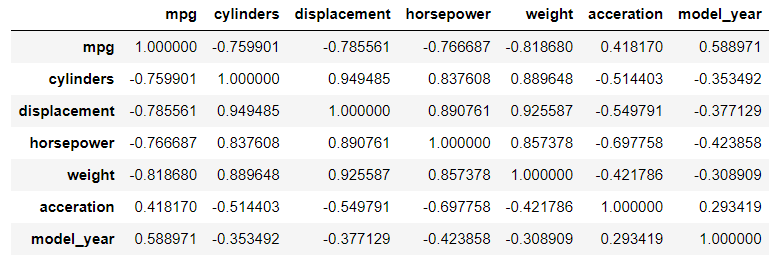 mpg cylinders displacement horsepower weight acceration model_year
mpg 1.000000 -0.759901 -0.785561 -0.766687 -0.818680 0.418170 0.588971
cylinders -0.759901 1.000000 0.949485 0.837608 0.889648 -0.514403 -0.353492
displacement -0.785561 0.949485 1.000000 0.890761 0.925587 -0.549791 -0.377129
horsepower -0.766687 0.837608 0.890761 1.000000 0.857378 -0.697758 -0.423858
weight -0.818680 0.889648 0.925587 0.857378 1.000000 -0.421786 -0.308909
acceration 0.418170 -0.514403 -0.549791 -0.697758 -0.421786 1.000000 0.293419
model_year 0.588971 -0.353492 -0.377129 -0.423858 -0.308909 0.293419 1.000000